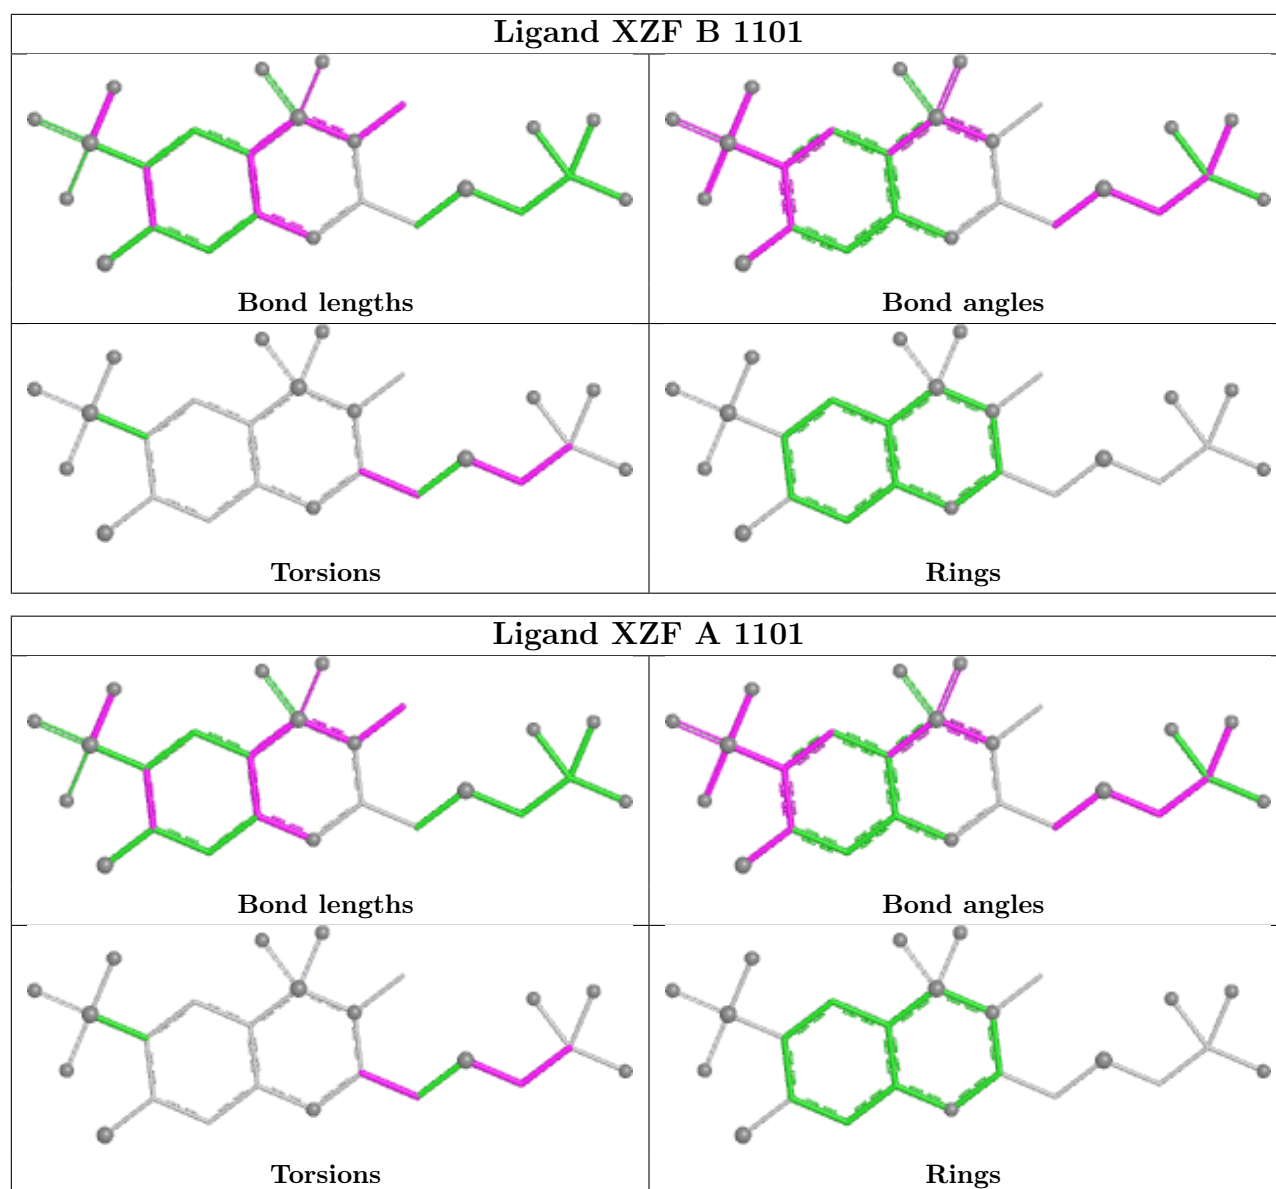 Ligand XZF B 1101
Bond lengths
Bond angles
Torsions
Rings
Ligand XZF A 1101
Bond lengths
Bond angles
Torsions
Rings